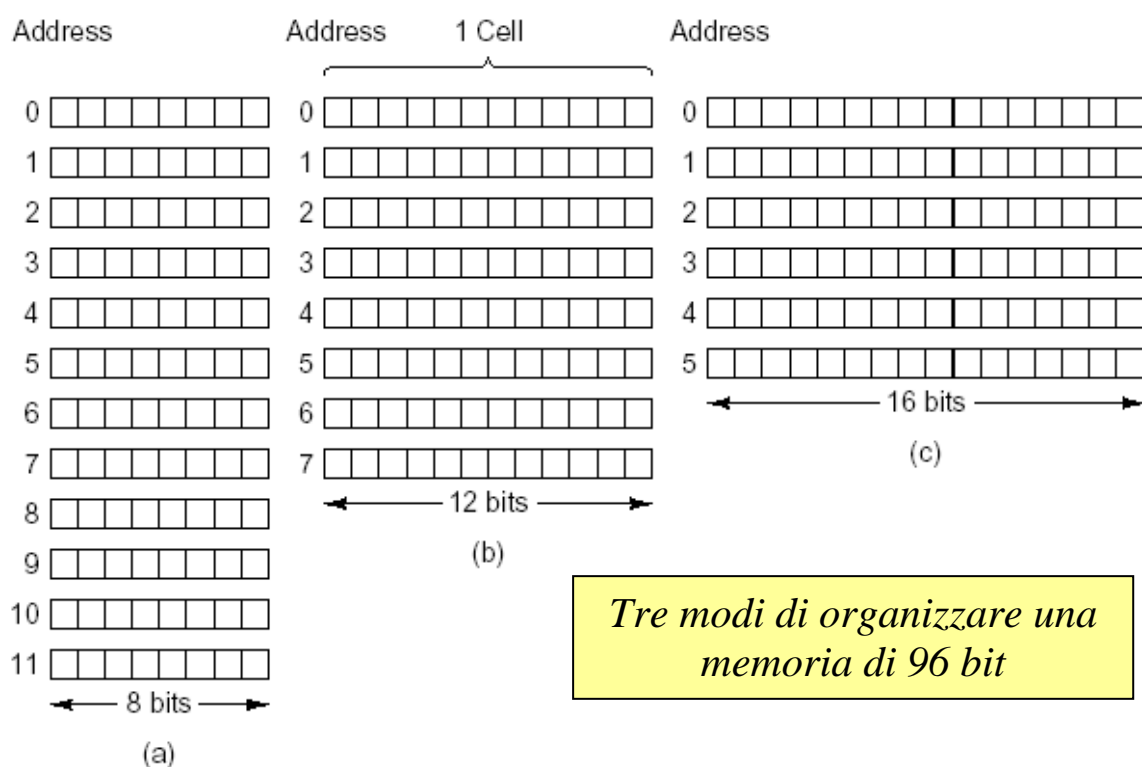 Address
0
1
2
3
4
5
6
7
8
9
10
11
8 bits
(a)
Address 1 Cell
0
1
2
3
4
5
6
7
12 bits
(b)
Address
0
1
2
3
4
5
16 bits
(c)
Tre modi di organizzare una
memoria di 96 bit